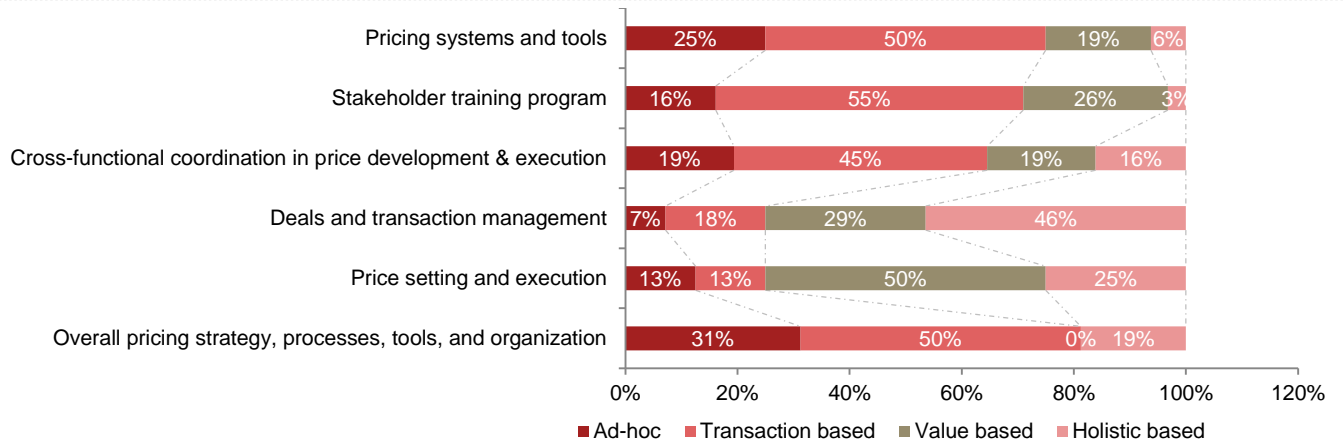 Pricing systems and tools 25% 50% 19% 6%
Stakeholder training program 16% 55% 26% 3%
Cross-functional coordination in price development & execution 19% 45% 19% 16%
Deals and transaction management 7% 18% 29% 46%
Price setting and execution 13% 13% 50% 25%
Overall pricing strategy, processes, tools, and organization 31% 50% 0% 19%
0% 20% 40% 60% 80% 100% 120%
Ad-hoc Transaction based Value based Holistic based